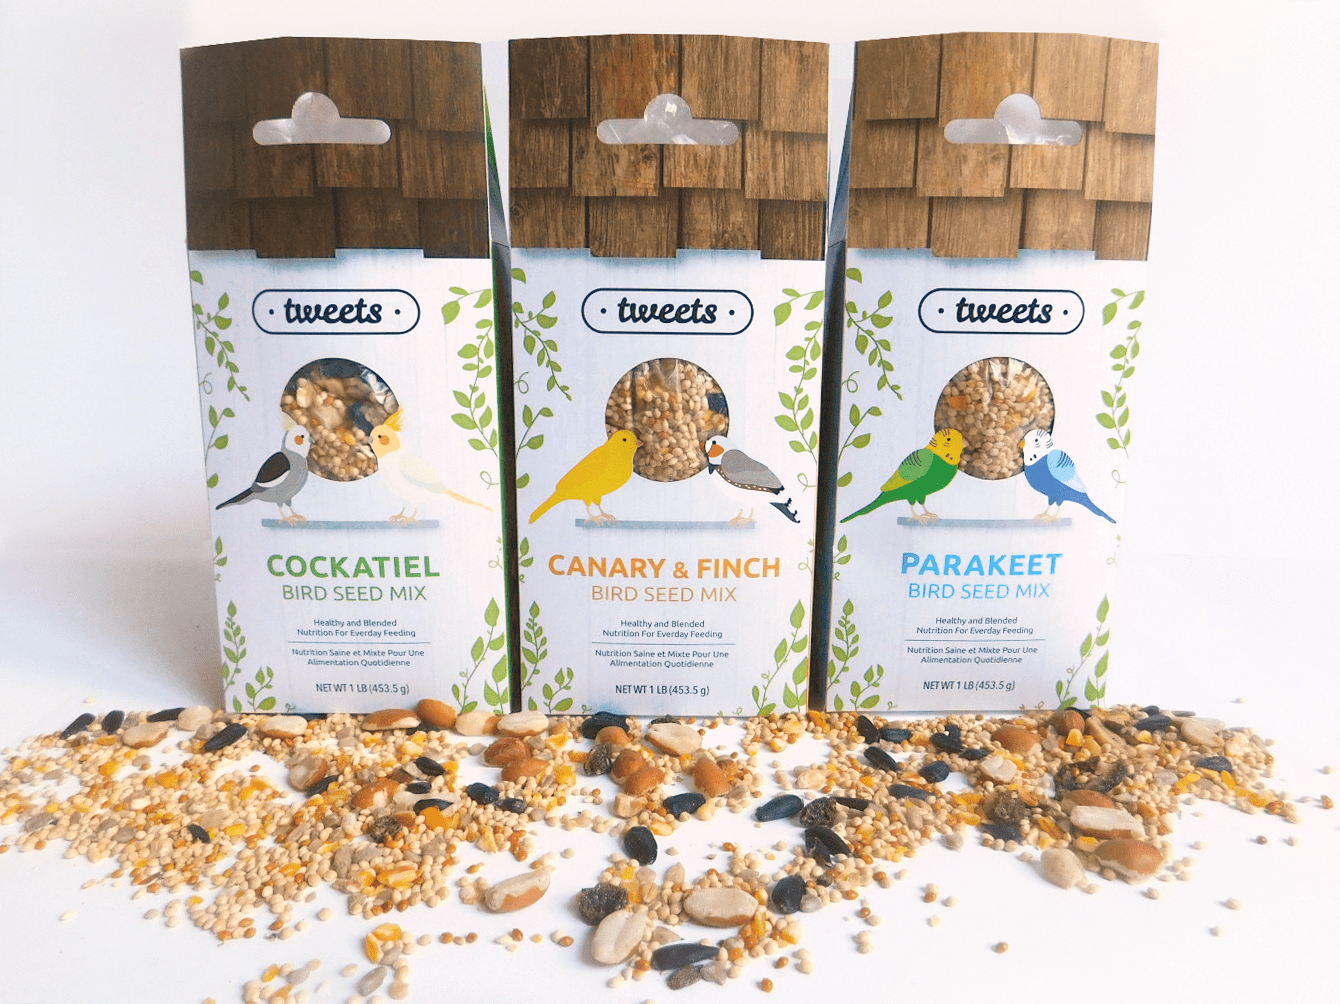 · tweets ·
COCKATIEL
BIRD SEED MIX
Healthy and Blended
Nutrition For Everday Feeding
Nutrition Saine et Mixte Pour Une
Alimentation Quotidienne
NET WT 1 LB (453.5 g)
· tweets ·
CANARY & FINCH
BIRD SEED MIX
Healthy and Blended
Nutrition For Everday Feeding
Nutrition Saine et Mixte Pour Une
Alimentation Quotidienne
NET WT 1 LB (453.5 g)
· tweets ·
PARAKEET
BIRD SEED MIX
Healthy and Blended
Nutrition For Everday Feeding
Nutrition Saine et Mixte Pour Une
Alimentation Quotidienne
NET WT 1 LB (453.5 g)